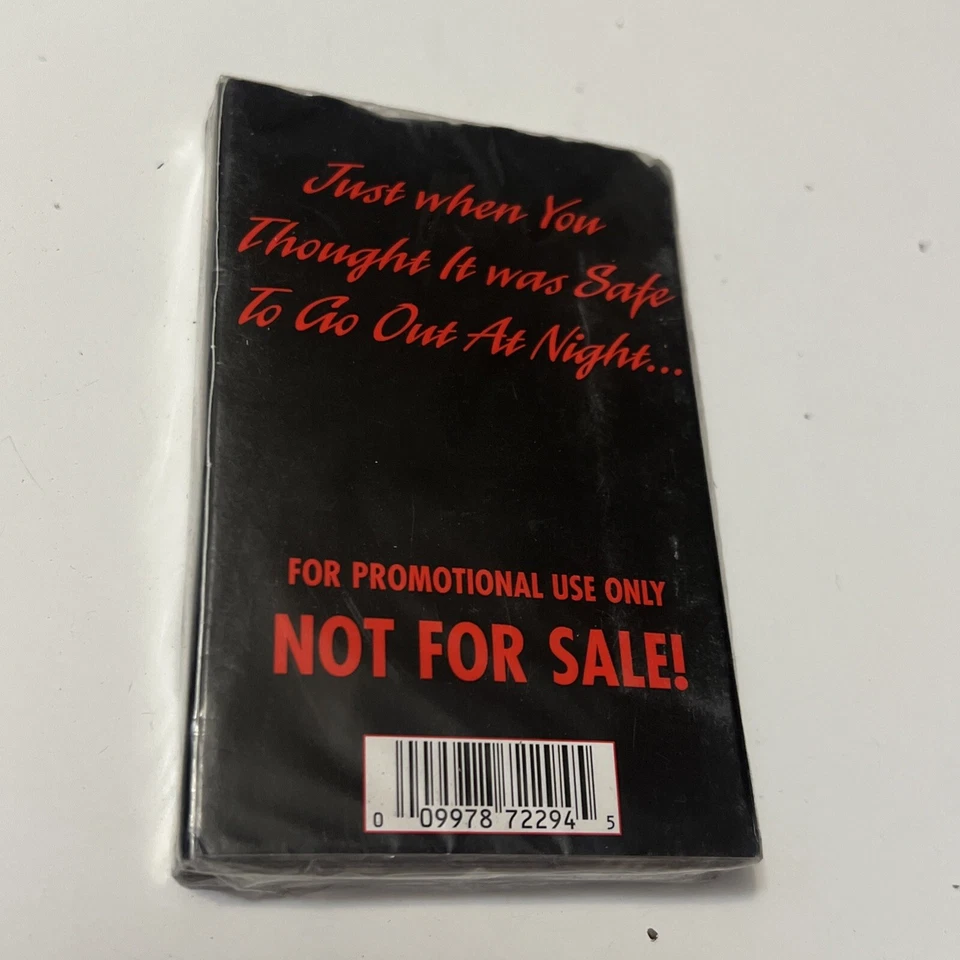 Just when You
Thought It was Safe
To Go Out At Night...
FOR PROMOTIONAL USE ONLY
NOT FOR SALE!
0 09978 72294 5